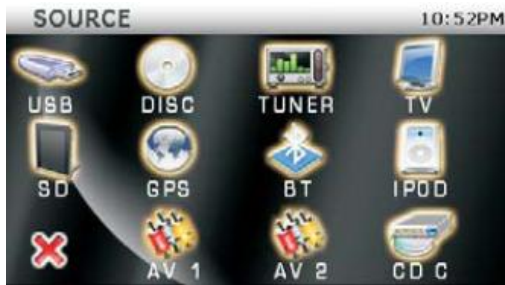 SOURCE 10:52PM
USB DISC TUNER TV
SD GPS BT IPOD
AV 1 AV 2 CD C